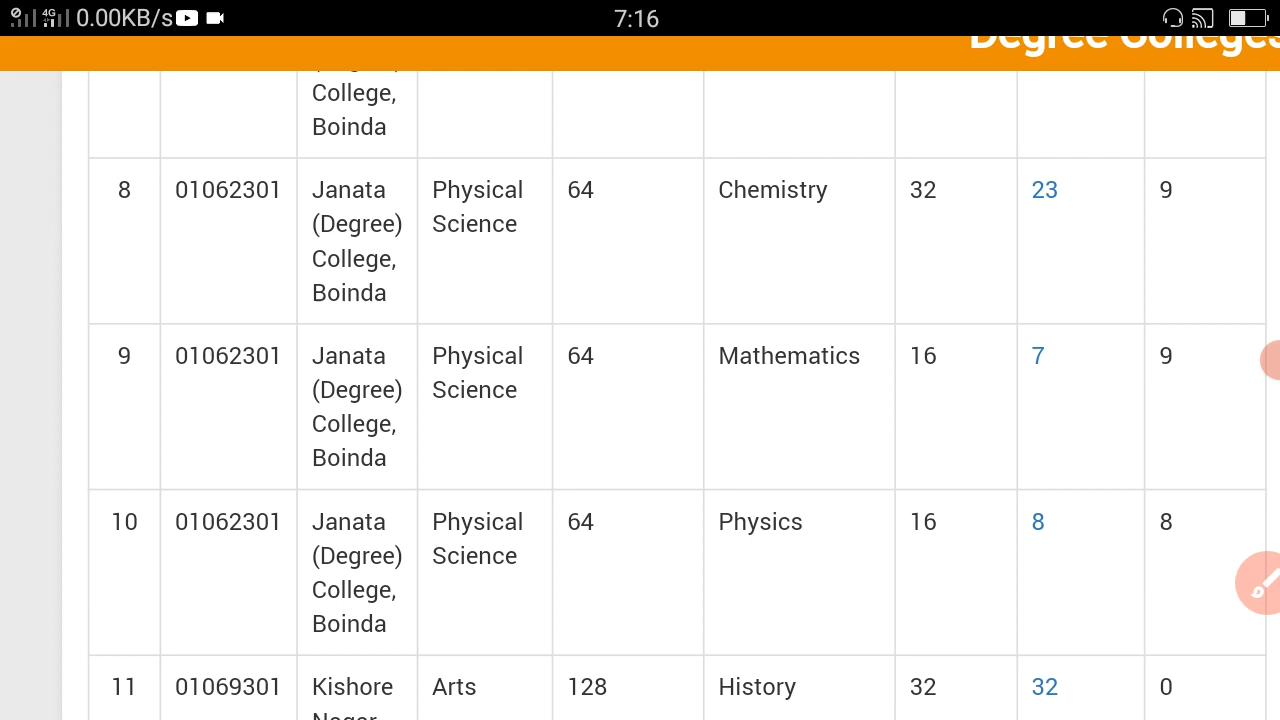 4G 0.00KB/s 7:16
Degree Colleges
College,
Boinda
8 01062301 Janata Physical 64 Chemistry 32 23 9
(Degree) Science
College,
Boinda
9 01062301 Janata Physical 64 Mathematics 16 7 9
(Degree) Science
College,
Boinda
10 01062301 Janata Physical 64 Physics 16 8 8
(Degree) Science
College,
Boinda
11 01069301 Kishore Arts 128 History 32 32 0
Nagar